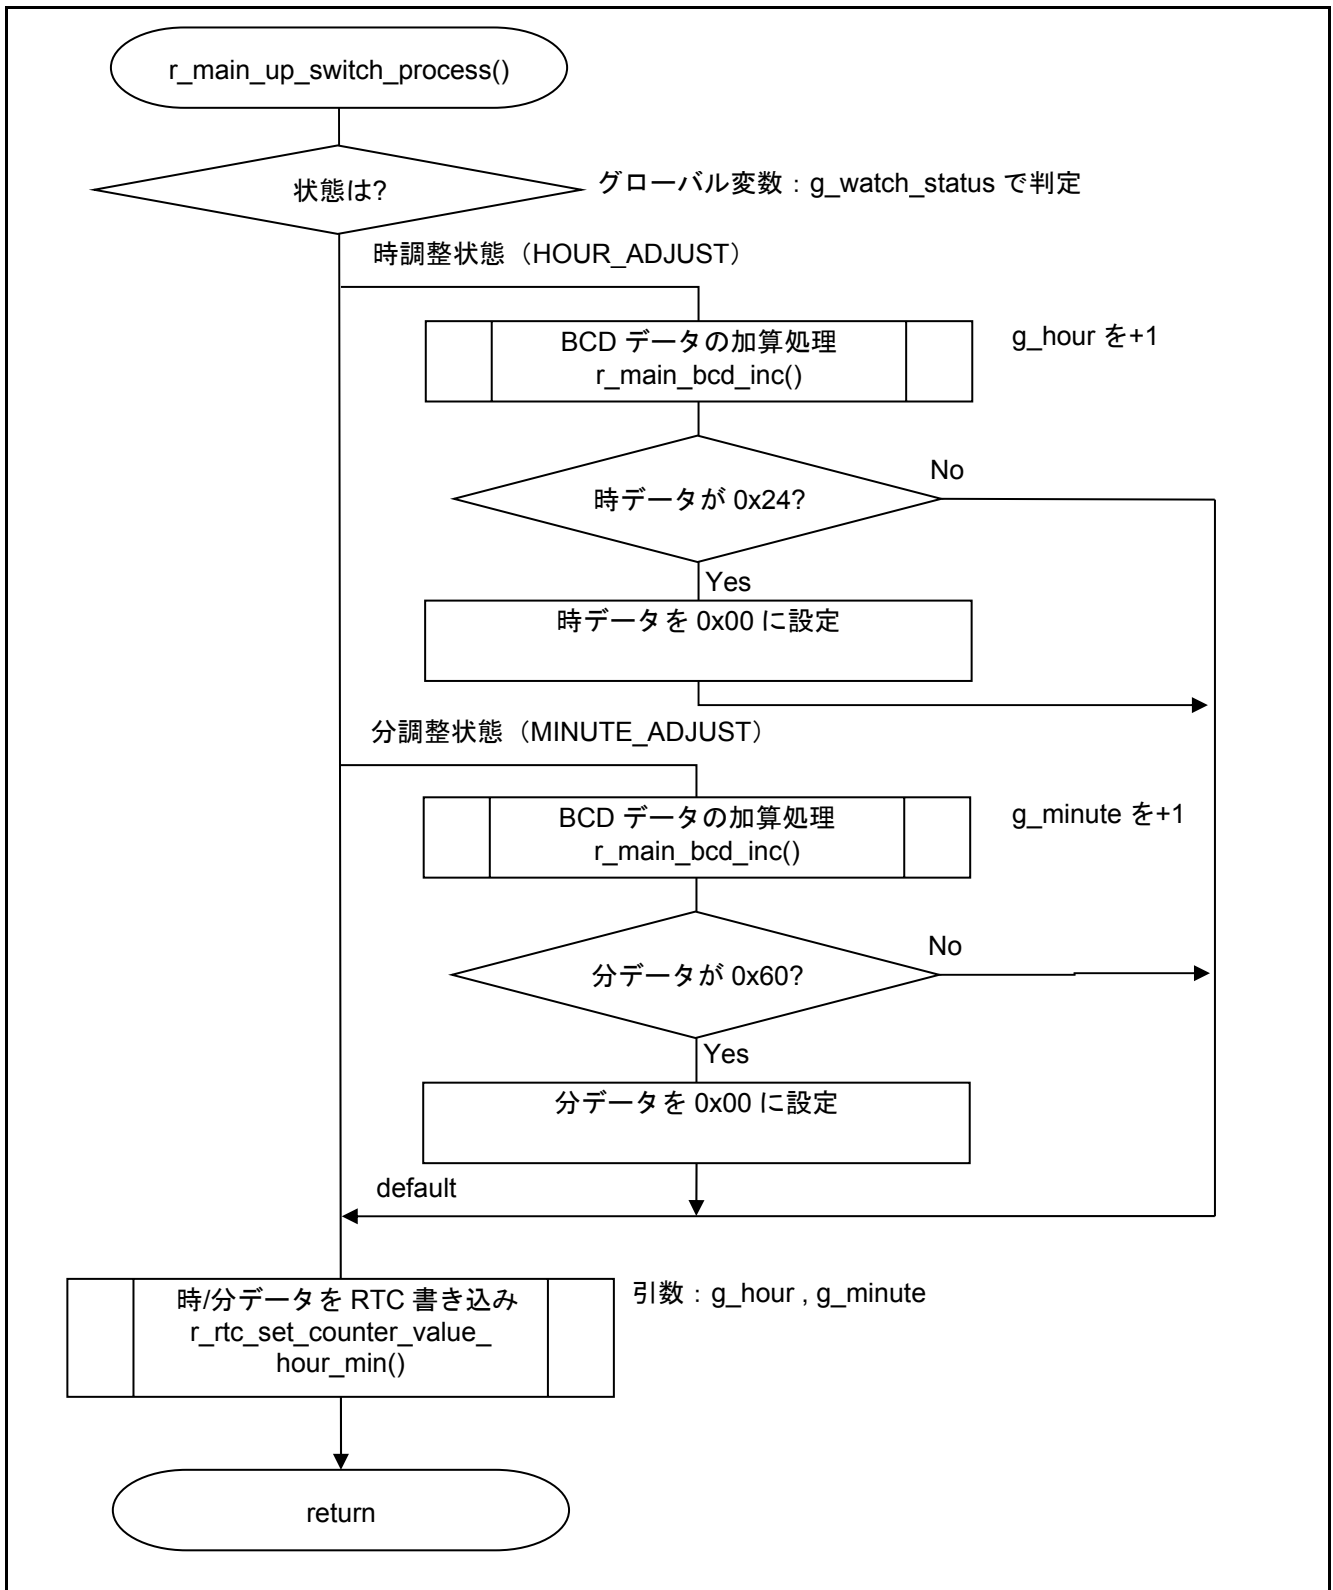 r_main_up_switch_process()
状態は?
グローバル変数：g_watch_status で判定
時調整状態（HOUR_ADJUST）
BCD データの加算処理
r_main_bcd_inc()
g_hour を+1
No
時データが 0x24?
Yes
時データを 0x00 に設定
分調整状態（MINUTE_ADJUST）
BCD データの加算処理
r_main_bcd_inc()
g_minute を+1
No
分データが 0x60?
Yes
分データを 0x00 に設定
default
時/分データを RTC 書き込み
r_rtc_set_counter_value_
hour_min()
引数：g_hour , g_minute
return